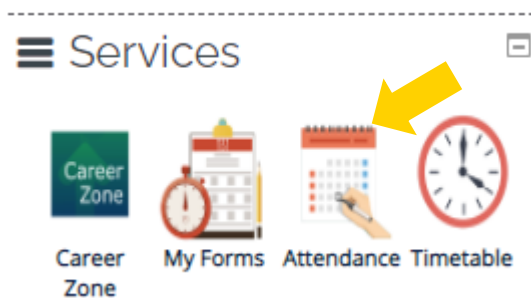 Services
Career
Zone
Career
Zone
My Forms
Attendance
Timetable